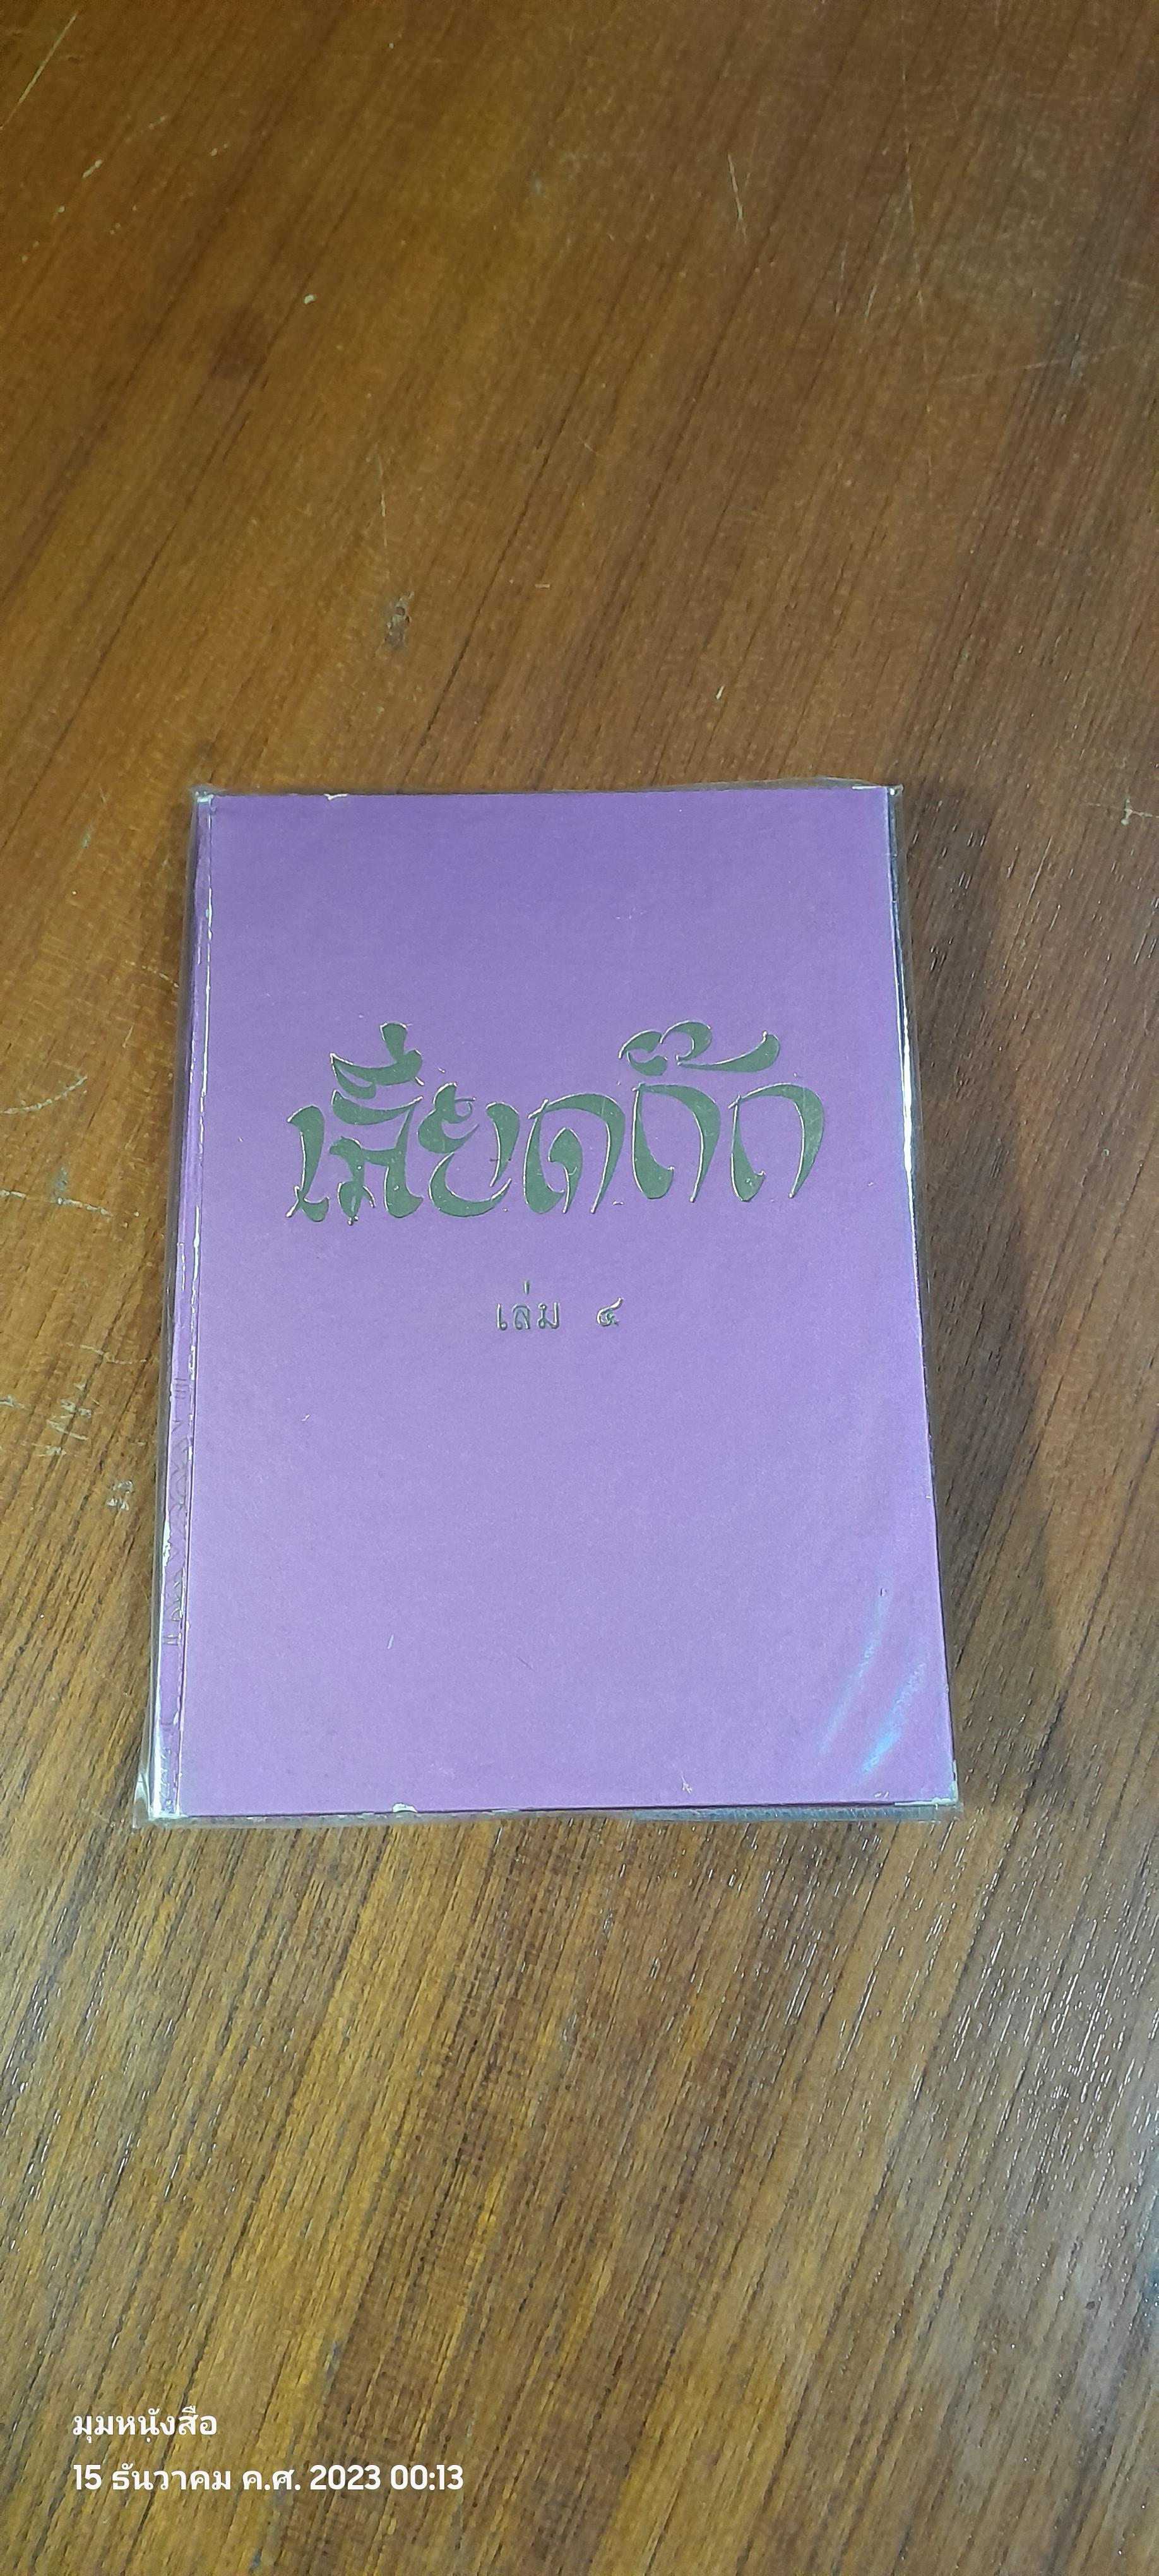 เลียดก๊ก
เล่ม ๔
มุมหนฺังสือ
15 ธันวาคม ค.ศ. 2023 00:13